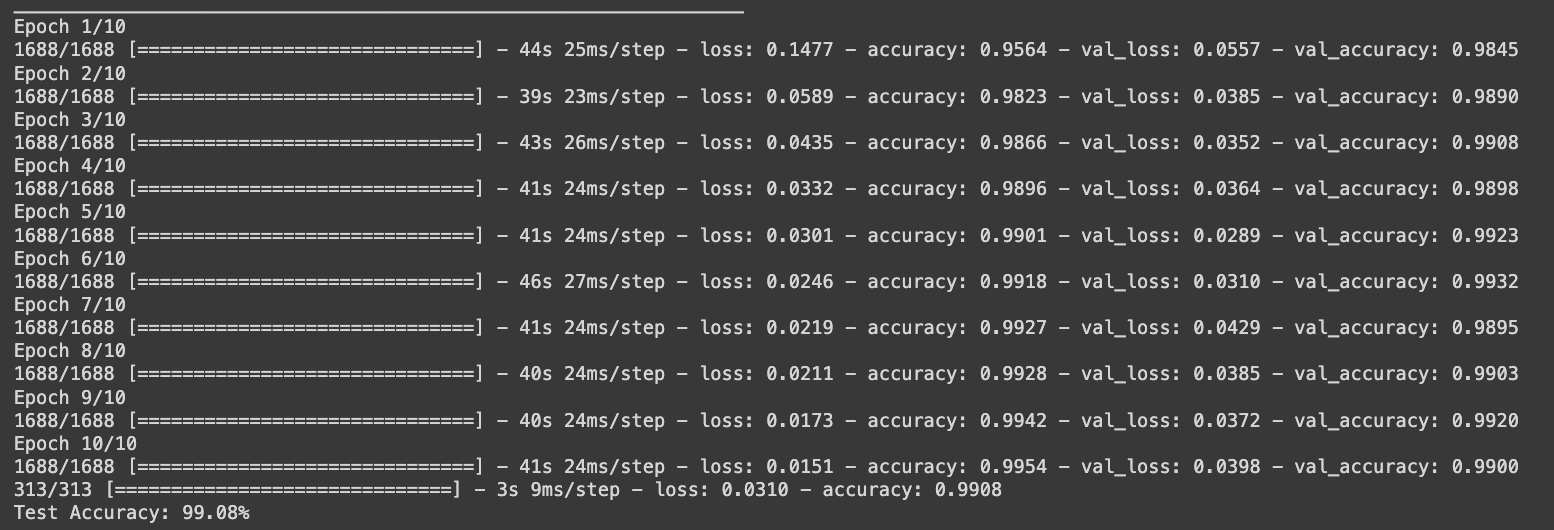 Epoch 1/10
1688/1688 [==============================] - 44s 25ms/step - loss: 0.1477 - accuracy: 0.9564 - val_loss: 0.0557 - val_accuracy: 0.9845
Epoch 2/10
1688/1688 [==============================] - 39s 23ms/step - loss: 0.0589 - accuracy: 0.9823 - val_loss: 0.0385 - val_accuracy: 0.9890
Epoch 3/10
1688/1688 [==============================] - 43s 26ms/step - loss: 0.0435 - accuracy: 0.9866 - val_loss: 0.0352 - val_accuracy: 0.9908
Epoch 4/10
1688/1688 [==============================] - 41s 24ms/step - loss: 0.0332 - accuracy: 0.9896 - val_loss: 0.0364 - val_accuracy: 0.9898
Epoch 5/10
1688/1688 [==============================] - 41s 24ms/step - loss: 0.0301 - accuracy: 0.9901 - val_loss: 0.0289 - val_accuracy: 0.9923
Epoch 6/10
1688/1688 [==============================] - 46s 27ms/step - loss: 0.0246 - accuracy: 0.9918 - val_loss: 0.0310 - val_accuracy: 0.9932
Epoch 7/10
1688/1688 [==============================] - 41s 24ms/step - loss: 0.0219 - accuracy: 0.9927 - val_loss: 0.0429 - val_accuracy: 0.9895
Epoch 8/10
1688/1688 [==============================] - 40s 24ms/step - loss: 0.0211 - accuracy: 0.9928 - val_loss: 0.0385 - val_accuracy: 0.9903
Epoch 9/10
1688/1688 [==============================] - 40s 24ms/step - loss: 0.0173 - accuracy: 0.9942 - val_loss: 0.0372 - val_accuracy: 0.9920
Epoch 10/10
1688/1688 [==============================] - 41s 24ms/step - loss: 0.0151 - accuracy: 0.9954 - val_loss: 0.0398 - val_accuracy: 0.9900
313/313 [==============================] - 3s 9ms/step - loss: 0.0310 - accuracy: 0.9908
Test Accuracy: 99.08%